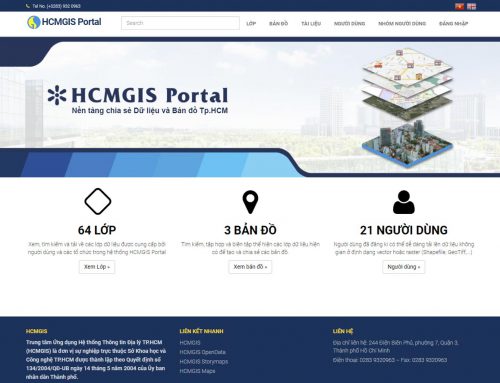 Tel No. (+0283) 932 0963
HCMGIS Portal
Search
LỚP
BẢN ĐỒ
TÀI LIỆU
NGƯỜI DÙNG
NHÓM NGƯỜI DÙNG
ĐĂNG NHẬP
HCMGIS Portal
Nền tảng chia sẻ Dữ liệu và Bản đồ Tp.HCM
64 LỚP
Xem, tìm kiếm và tải về các lớp dữ liệu được cung cấp bởi
người dùng và các tổ chức trong hệ thống HCMGIS Portal
Xem Lớp »
3 BẢN ĐỒ
Tìm kiếm, tập hợp và biên tập thể hiện các lớp dữ liệu hiện
có để tạo và chia sẻ các bản đồ.
Xem bản đồ »
21 NGƯỜI DÙNG
Người dùng đã đăng kí có thể dễ dàng tải lên dữ liệu không
gian ở định dạng vector hoặc raster (Shapefile, GeoTiff,...)
Người dùng »
HCMGIS
Trung tâm Ứng dụng Hệ thống Thông tin Địa lý TP.HCM
(HCMGIS) là đơn vị sự nghiệp trực thuộc Sở Khoa học và
Công nghệ TP.HCM được thành lập theo Quyết định số
134/2004/QĐ-UB ngày 14 tháng 5 năm 2004 của Ủy ban
nhân dân Thành phố.
LIÊN KẾT NHANH
HCMGIS
HCMGIS OpenData
HCMGIS Storymaps
HCMGIS Maps
LIÊN HỆ
Địa chỉ liên hệ: 244 Điện Biên Phủ, phường 7, Quận 3,
Thành phố Hồ Chí Minh
Điện thoại: 0283 9320963 – Fax: 0283 9320963